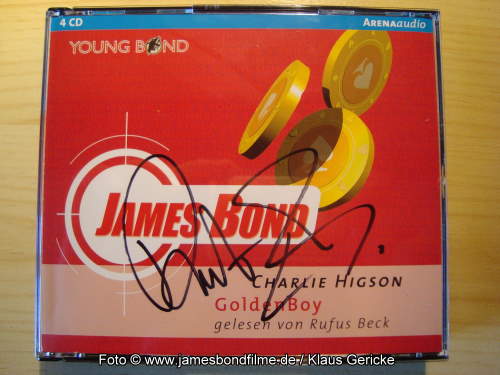 4 CD
ARENAaudio
YOUNG BOND
JAMES BOND
CHARLIE HIGSON
GoldenBoy
gelesen von Rufus Beck
Foto © www.jamesbondfilme.de / Klaus Gericke